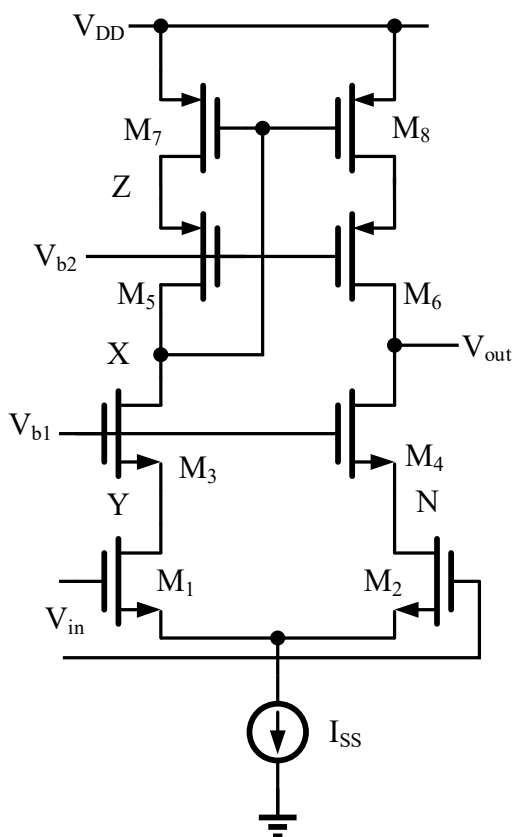 V_DD
M_7
M_8
Z
V_b2
M_5
M_6
X
V_out
V_b1
M_3
M_4
Y
N
M_1
M_2
V_in
I_SS